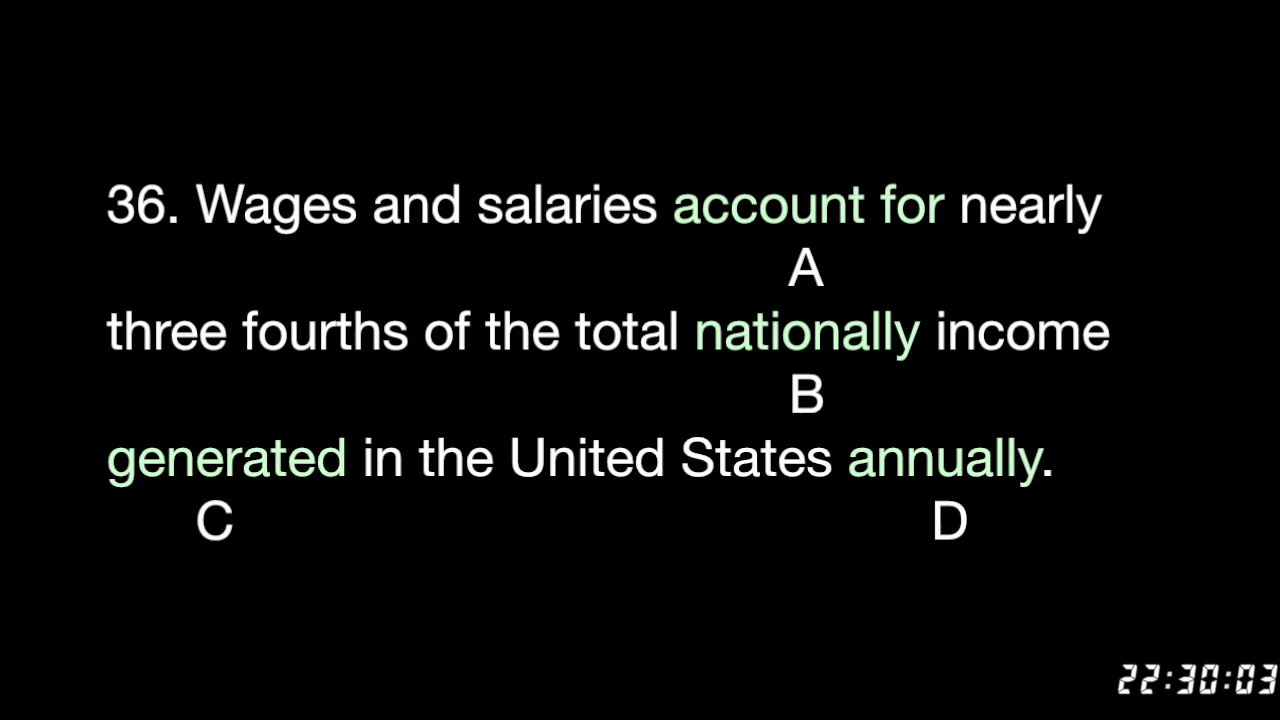 36. Wages and salaries account for nearly
A
three fourths of the total nationally income
B
generated in the United States annually.
C D
22:30:03